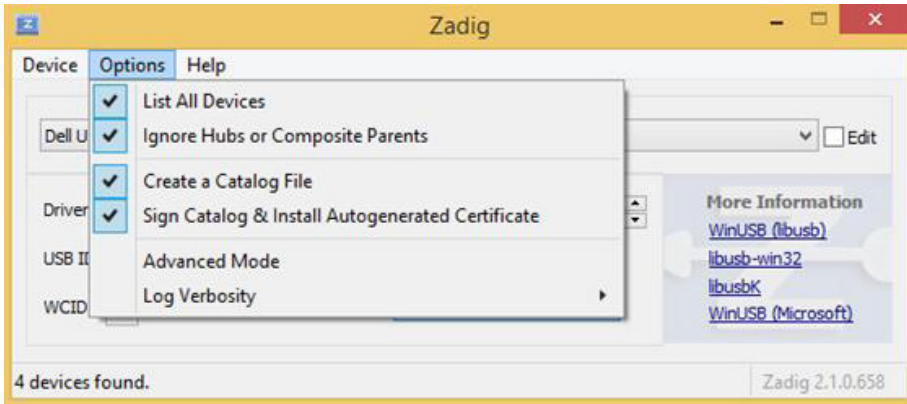 Zadig
Device Options Help
List All Devices
Ignore Hubs or Composite Parents
Create a Catalog File
Sign Catalog & Install Autogenerated Certificate
Advanced Mode
Log Verbosity
Dell U
Edit
Driver
USB ID
WCID
More Information
WinUSB (libusb)
libusb-win32
libusbK
WinUSB (Microsoft)
4 devices found.
Zadig 2.1.0.658